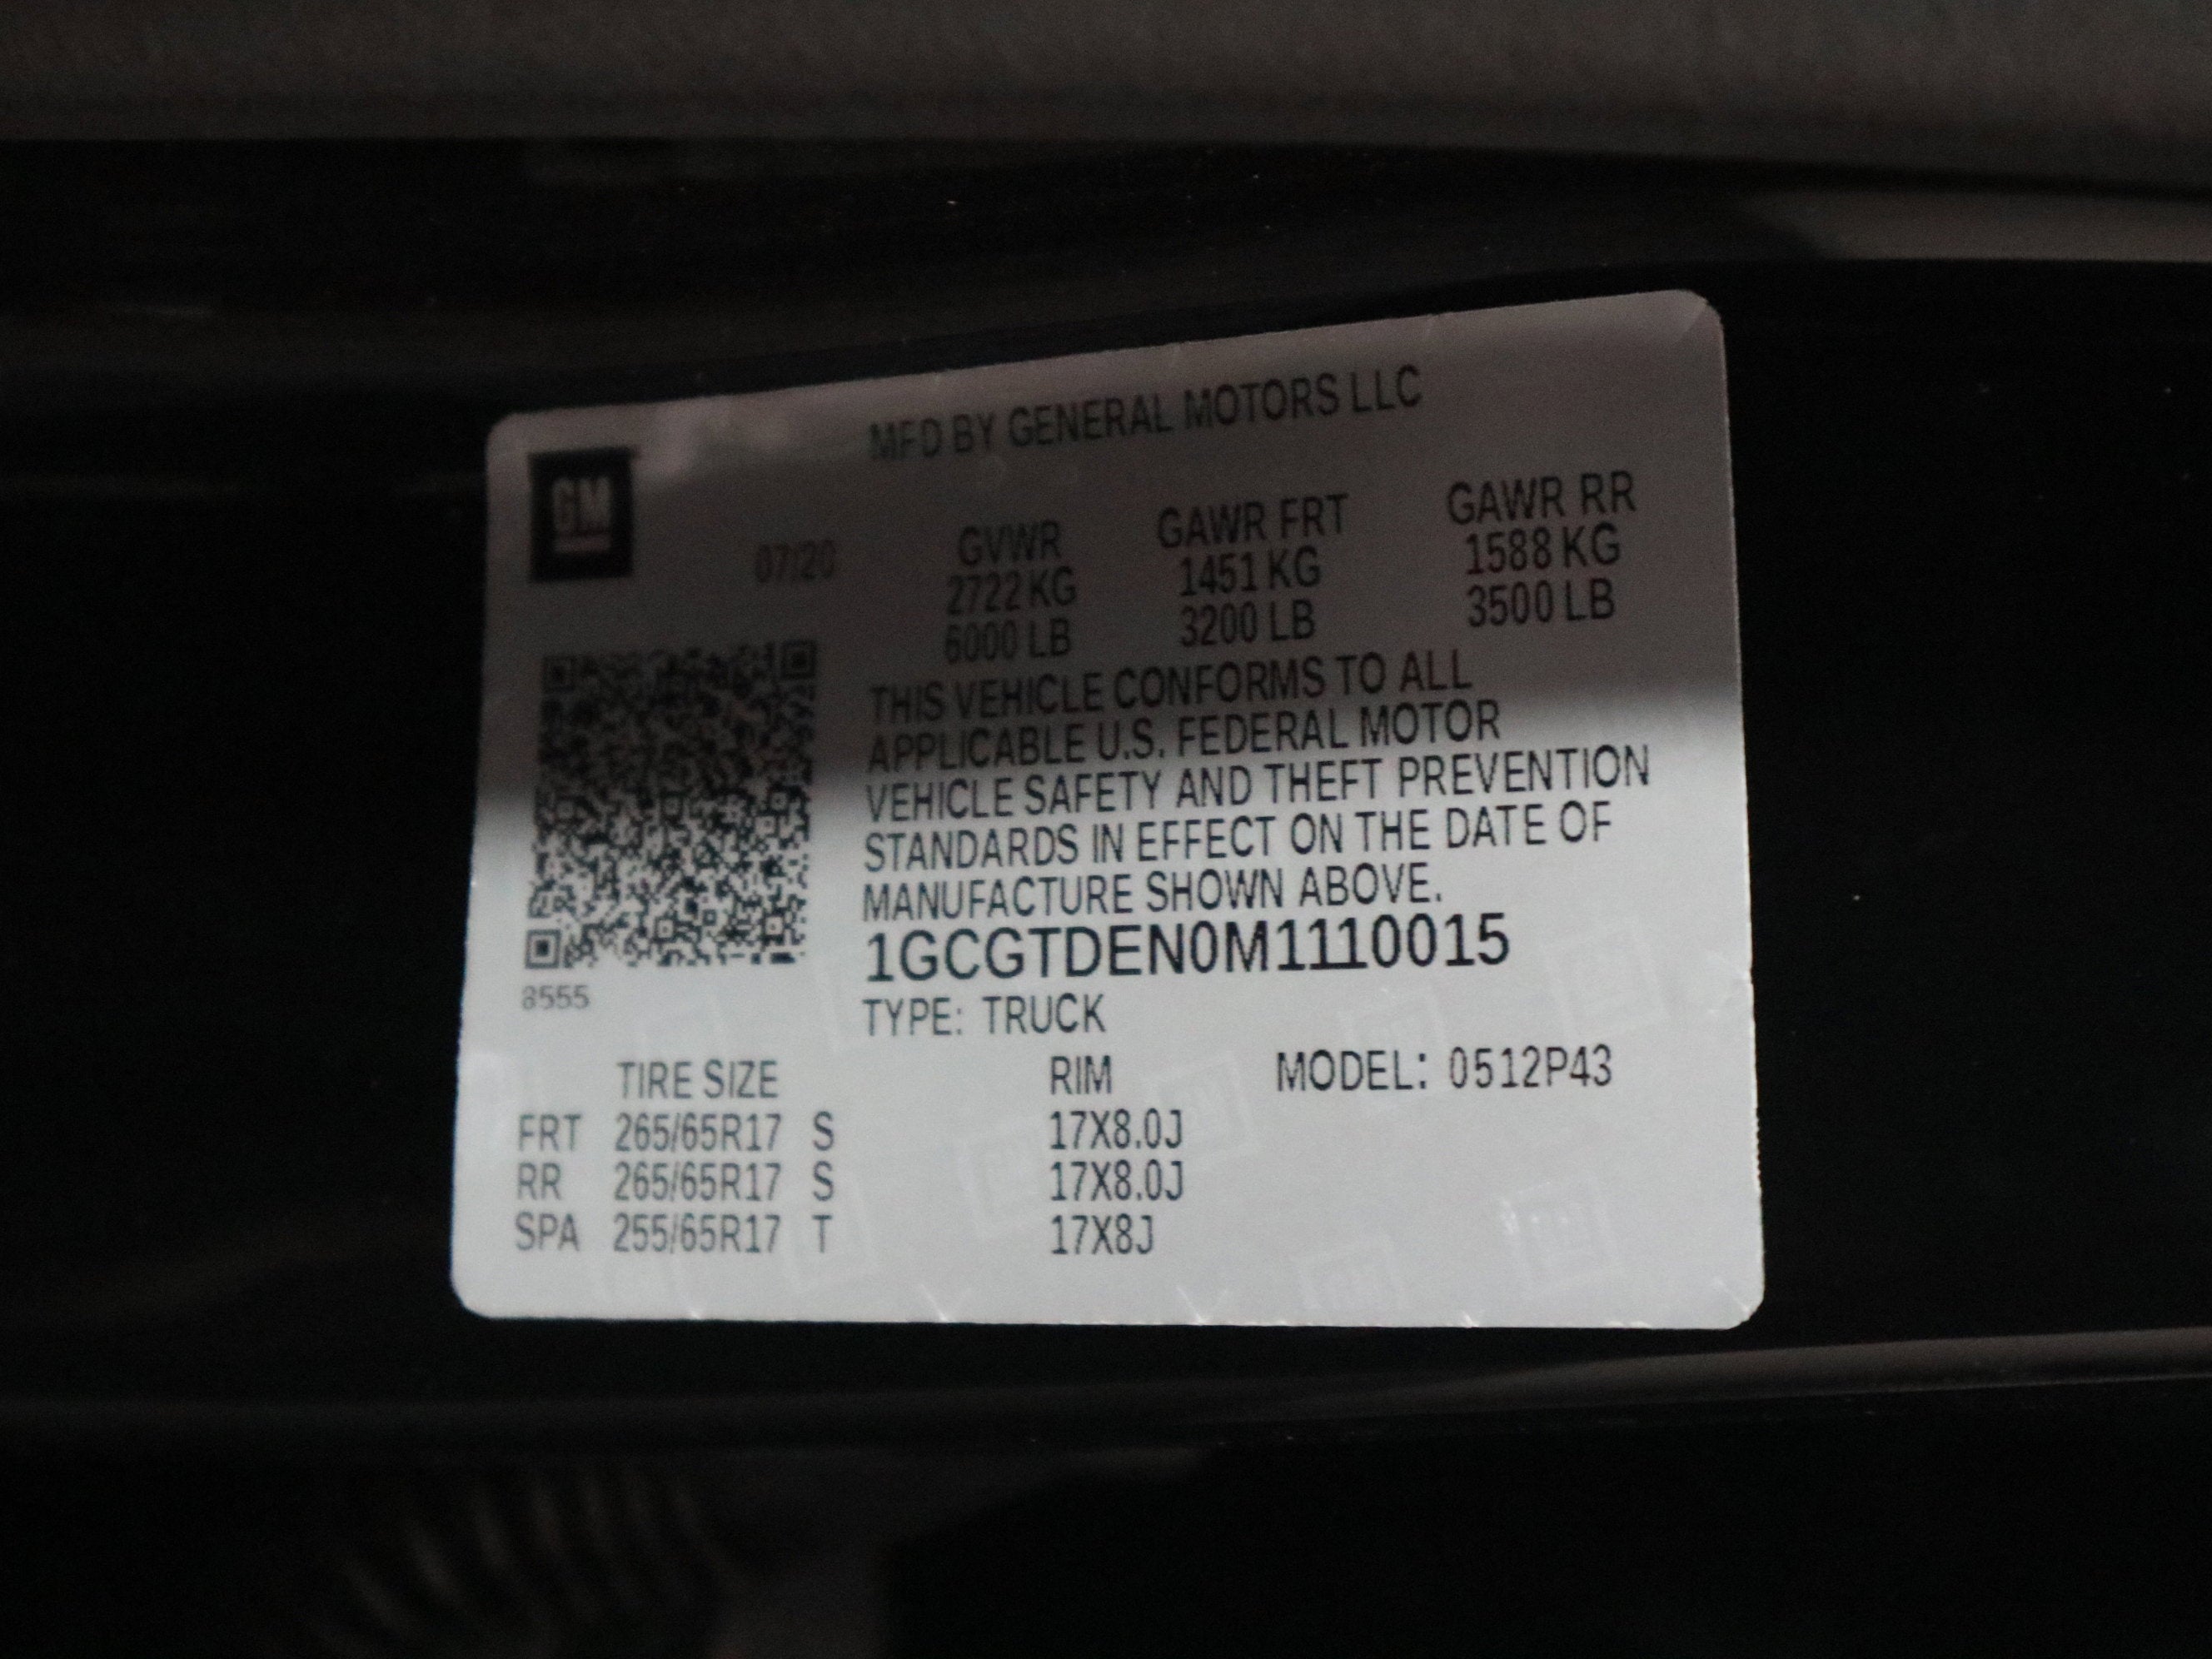 MFD BY GENERAL MOTORS LLC
GM
07/20
GVWR GAWR FRT GAWR RR
2722 KG 1451 KG 1588 KG
6000 LB 3200 LB 3500 LB
THIS VEHICLE CONFORMS TO ALL
APPLICABLE U.S. FEDERAL MOTOR
VEHICLE SAFETY AND THEFT PREVENTION
STANDARDS IN EFFECT ON THE DATE OF
MANUFACTURE SHOWN ABOVE.
1GCGTDEN0M1110015
8555
TYPE: TRUCK
TIRE SIZE RIM MODEL: 0512P43
FRT 265/65R17 S 17X8.0J
RR 265/65R17 S 17X8.0J
SPA 255/65R17 T 17X8J